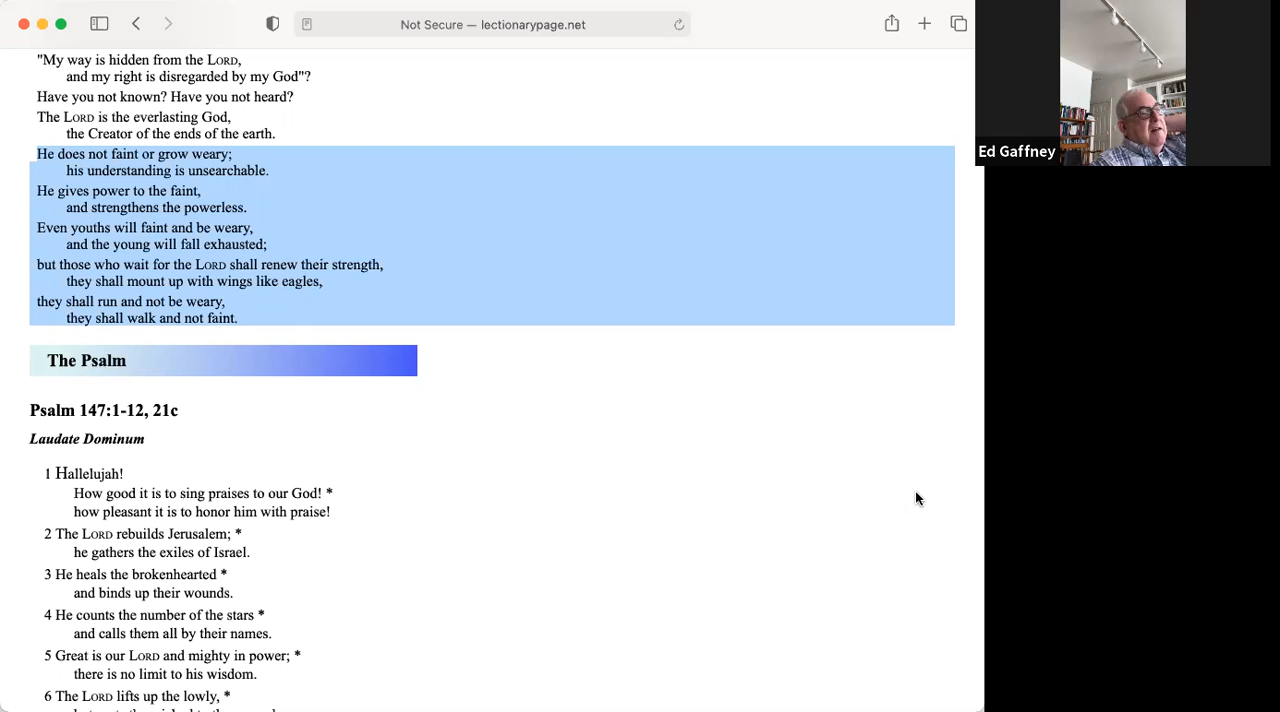 Not Secure — lectionarypage.net
"My way is hidden from the LORD,
and my right is disregarded by my God"?
Have you not known? Have you not heard?
The LORD is the everlasting God,
the Creator of the ends of the earth.
He does not faint or grow weary;
his understanding is unsearchable.
He gives power to the faint,
and strengthens the powerless.
Even youths will faint and be weary,
and the young will fall exhausted;
but those who wait for the LORD shall renew their strength,
they shall mount up with wings like eagles,
they shall run and not be weary,
they shall walk and not faint.
The Psalm
Psalm 147:1-12, 21c
Laudate Dominum
1 Hallelujah!
How good it is to sing praises to our God! *
how pleasant it is to honor him with praise!
2 The LORD rebuilds Jerusalem; *
he gathers the exiles of Israel.
3 He heals the brokenhearted *
and binds up their wounds.
4 He counts the number of the stars *
and calls them all by their names.
5 Great is our LORD and mighty in power; *
there is no limit to his wisdom.
6 The LORD lifts up the lowly, *
Ed Gaffney